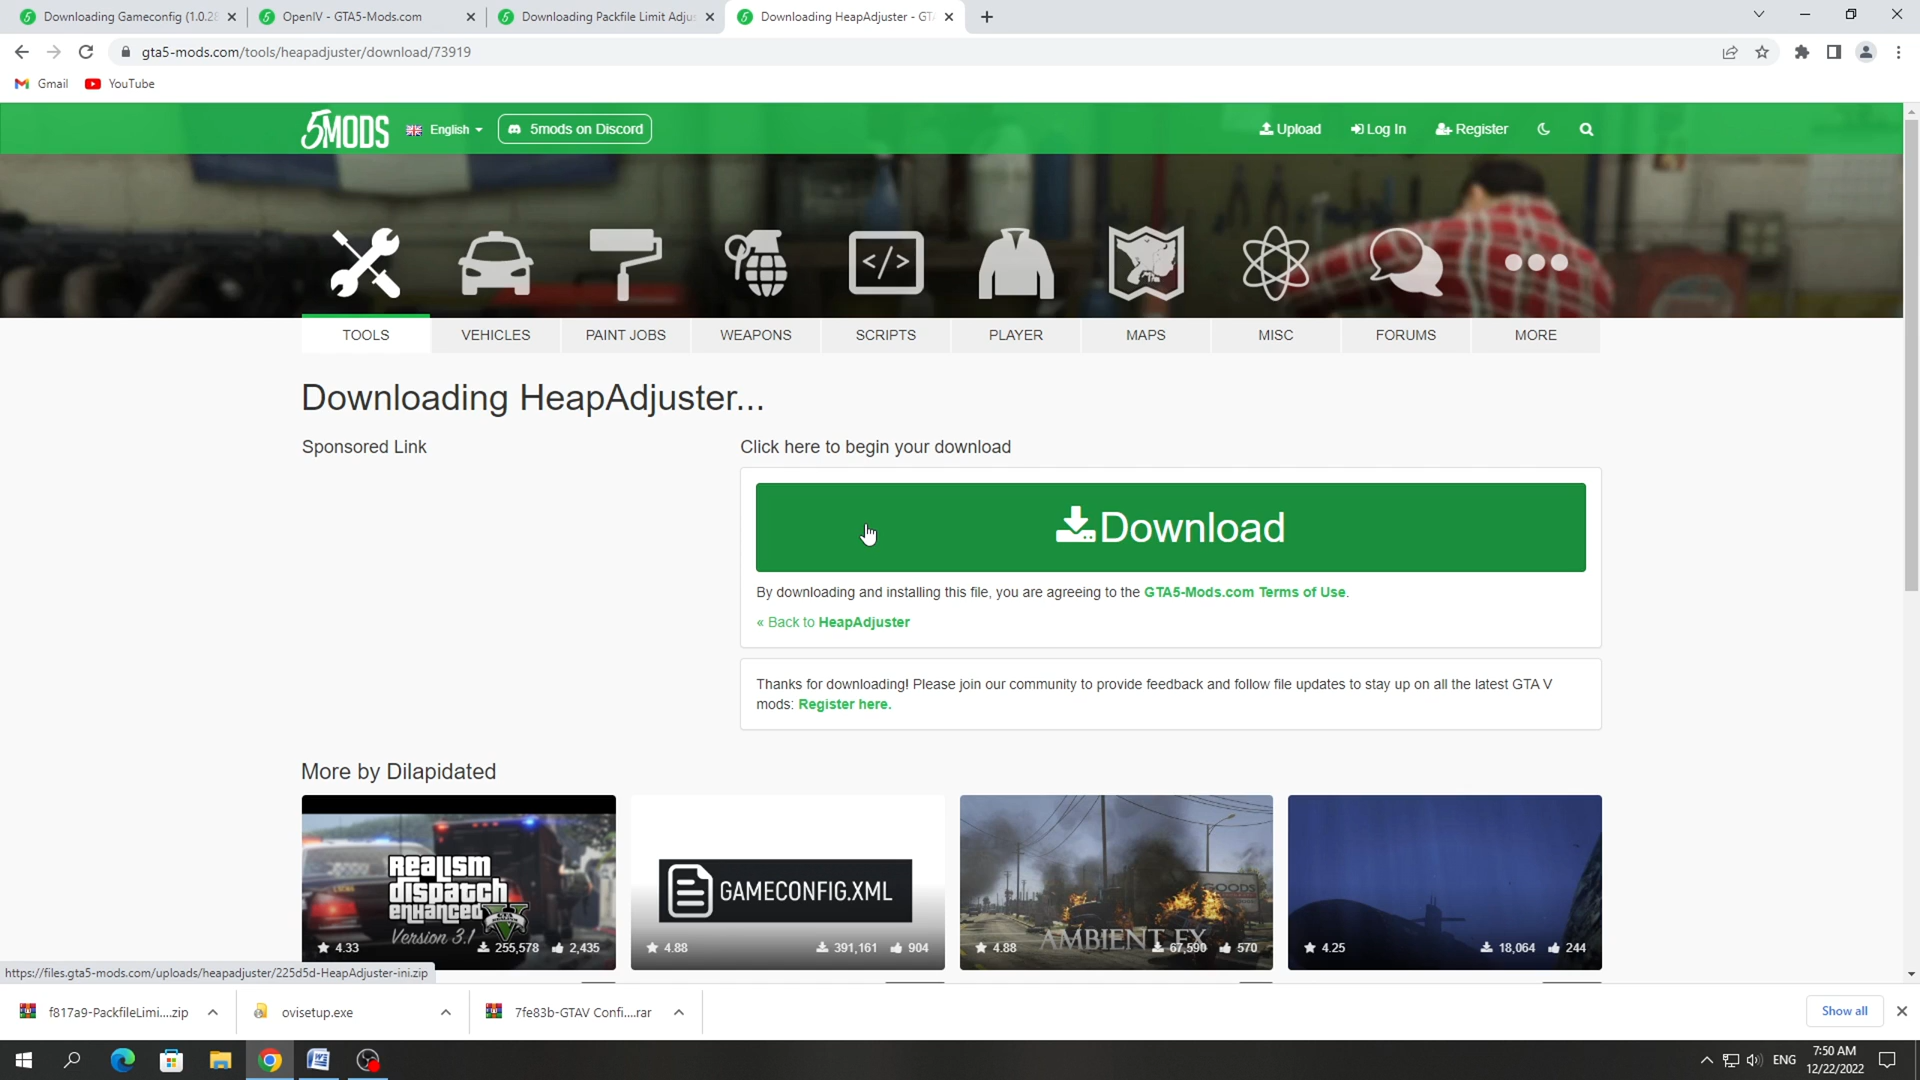 Downloading Gameconfig (1.0.28
OpenIV - GTA5-Mods.com
Downloading Packfile Limit Adju
Downloading HeapAdjuster - GT
gta5-mods.com/tools/heapadjuster/download/73919
Gmail
YouTube
5MODS
English
5mods on Discord
Upload
Log In
Register
TOOLS
VEHICLES
PAINT JOBS
WEAPONS
SCRIPTS
PLAYER
MAPS
MISC
FORUMS
MORE
Downloading HeapAdjuster...
Sponsored Link
Click here to begin your download
Download
By downloading and installing this file, you are agreeing to the GTA5-Mods.com Terms of Use.
« Back to HeapAdjuster
Thanks for downloading! Please join our community to provide feedback and follow file updates to stay up on all the latest GTA V
mods: Register here.
More by Dilapidated
REALISM
DISPATCH
ENHANCED
Version 3.1
4.33
255,578
2,435
GAMECONFIG.XML
4.88
391,161
904
GOODS
AMBIENT FX
4.88
67,590
570
4.25
18,064
244
https://files.gta5-mods.com/uploads/heapadjuster/225d5d-HeapAdjuster-ini.zip
f817a9-PackfileLimi....zip
ovisetup.exe
7fe83b-GTAV Confi....rar
Show all
ENG
7:50 AM
12/22/2022